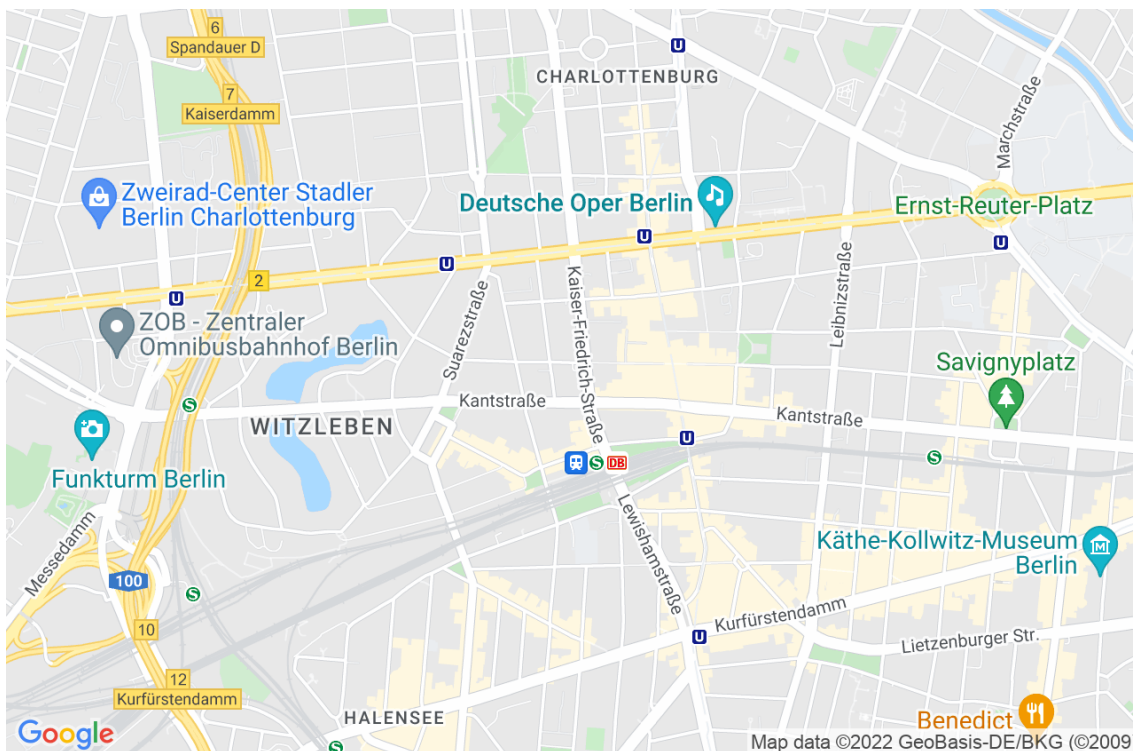 6
Spandauer D
7
Kaiserdamm
CHARLOTTENBURG
U
Marchstraße
Zweirad-Center Stadler
Berlin Charlottenburg
Deutsche Oper Berlin
Ernst-Reuter-Platz
U
U
U
2
U
ZOB - Zentraler
Omnibusbahnhof Berlin
Suarezstraße
Kaiser-Friedrich-Straße
Leibnizstraße
Savignyplatz
S
Kantstraße
Kantstraße
WITZLEBEN
U
Funkturm Berlin
S
DB
S
Messedamm
Lewishamstraße
Käthe-Kollwitz-Museum
Berlin
M
100
S
10
Kurfürstendamm
U
Lietzenburger Str.
12
Kurfürstendamm
HALENSEE
Benedict
Google
S
Map data ©2022 GeoBasis-DE/BKG (©2009